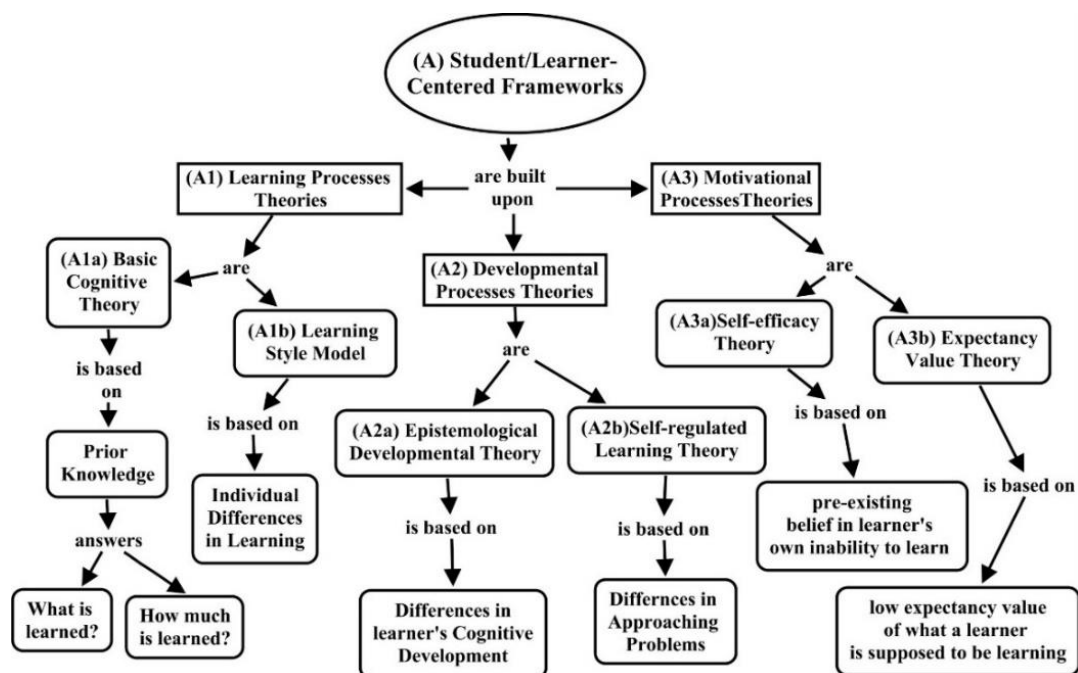 (A) Student/Learner-
Centered Frameworks
are built
upon
(A1) Learning Processes
Theories
are
(A1a) Basic
Cognitive
Theory
is based
on
Prior
Knowledge
answers
What is
learned?
How much
is learned?
(A1b) Learning
Style Model
is based on
Individual
Differences
in Learning
(A2) Developmental
Processes Theories
are
(A2a) Epistemological
Developmental Theory
is based on
Differences in
learner's Cognitive
Development
(A2b)Self-regulated
Learning Theory
is based on
Differnces in
Approaching
Problems
(A3) Motivational
ProcessesTheories
are
(A3a)Self-efficacy
Theory
is based on
pre-existing
belief in learner's
own inability to learn
(A3b) Expectancy
Value Theory
is based on
low expectancy value
of what a learner
is supposed to be learning